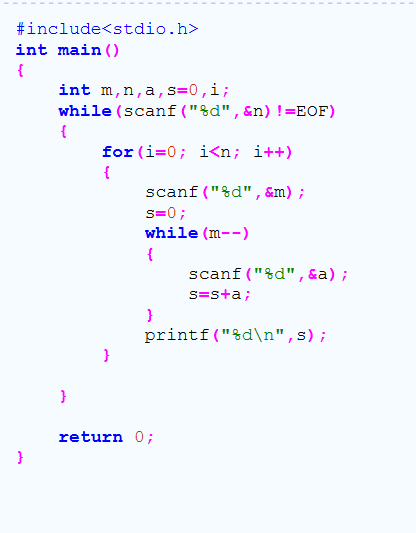 #include<stdio.h>
int main()
{
    int m,n,a,s=0,i;
    while(scanf("%d",&n)!=EOF)
    {
        for(i=0; i<n; i++)
        {
            scanf("%d",&m);
            s=0;
            while(m--)
            {
                scanf("%d",&a);
                s=s+a;
            }
            printf("%d\n",s);
        }
    }
    return 0;
}